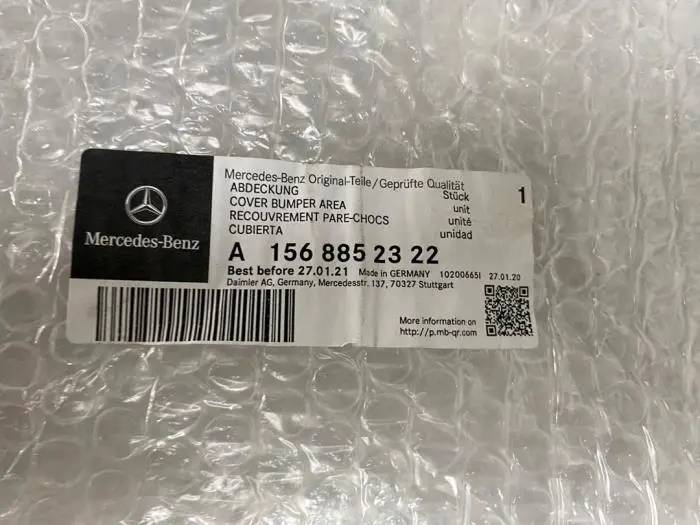 Mercedes-Benz
Mercedes-Benz Original-Teile/Geprüfte Qualität
ABDECKUNG Stück 1
COVER BUMPER AREA unit
RECOUVREMENT PARE-CHOCS unité
CUBIERTA unidad
A 156 885 23 22
Best before 27.01.21 Made in GERMANY 10200665I 27.01.20
Daimler AG, Germany, Mercedesstr. 137, 70327 Stuttgart
More information on
http://p.mb-qr.com